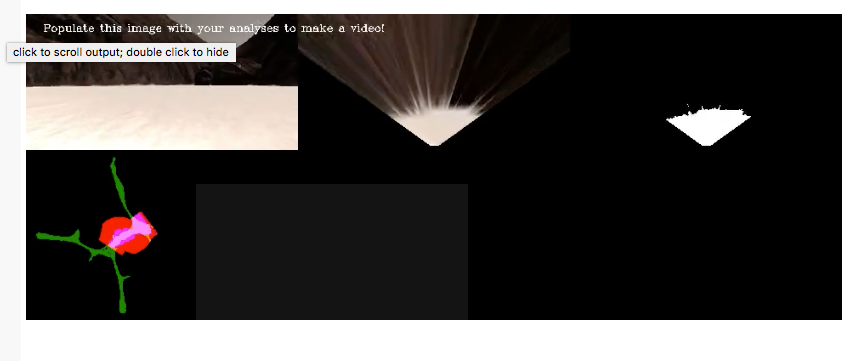 Populate this image with your analyses to make a video!
click to scroll output; double click to hide